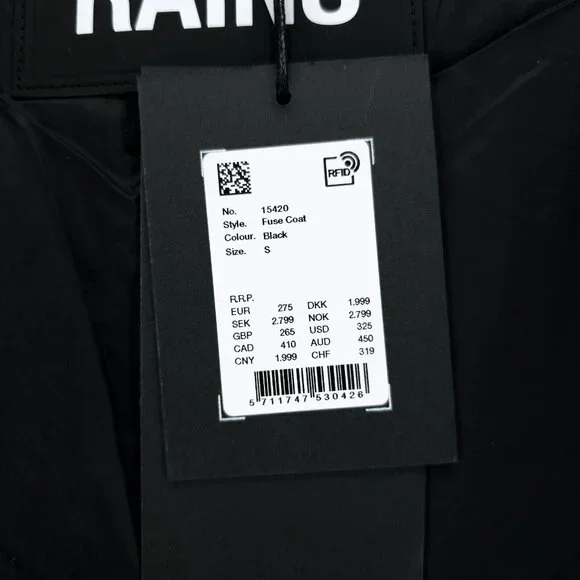 RAINS
RFID
No. 15420
Style. Fuse Coat
Colour. Black
Size. S
R.R.P.
EUR 275 DKK 1.999
SEK 2.799 NOK 2.799
GBP 265 USD 325
CAD 410 AUD 450
CNY 1.999 CHF 319
5 711747 530426